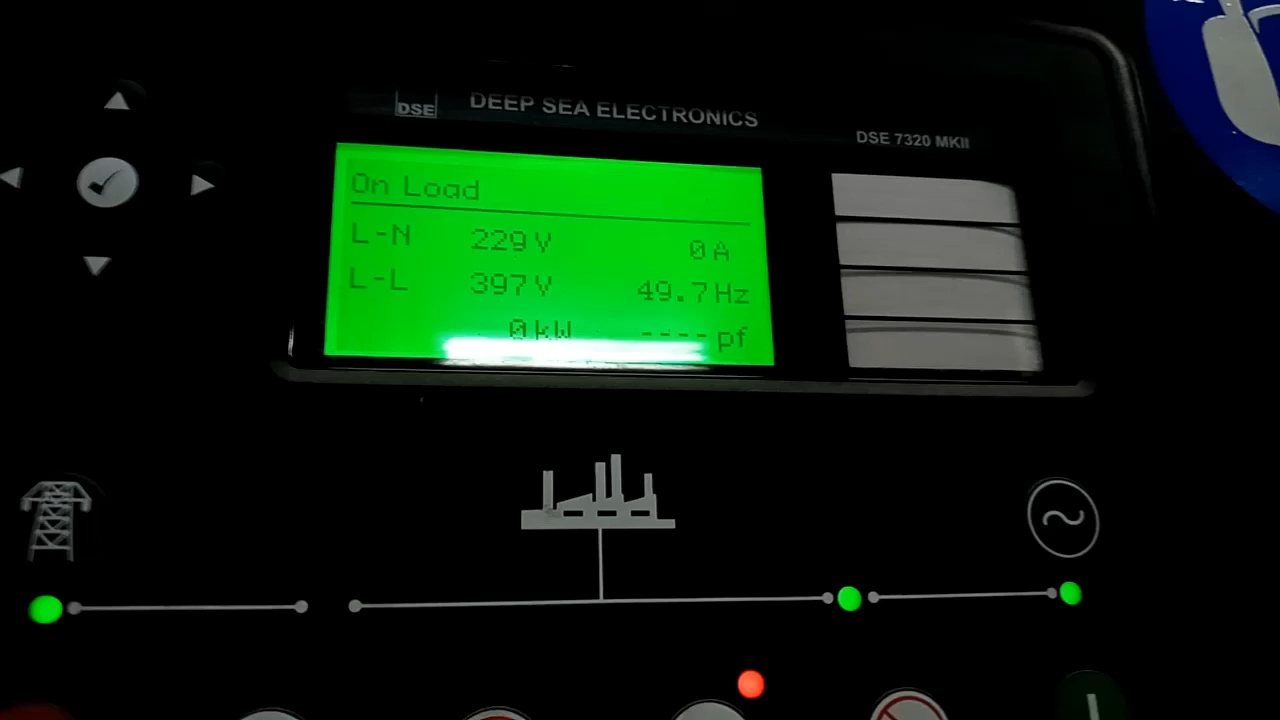 DSE DEEP SEA ELECTRONICS
DSE 7320 MKII
On Load
L-N 229 V 0 A
L-L 397 V 49.7 Hz
0 kW ---- pf